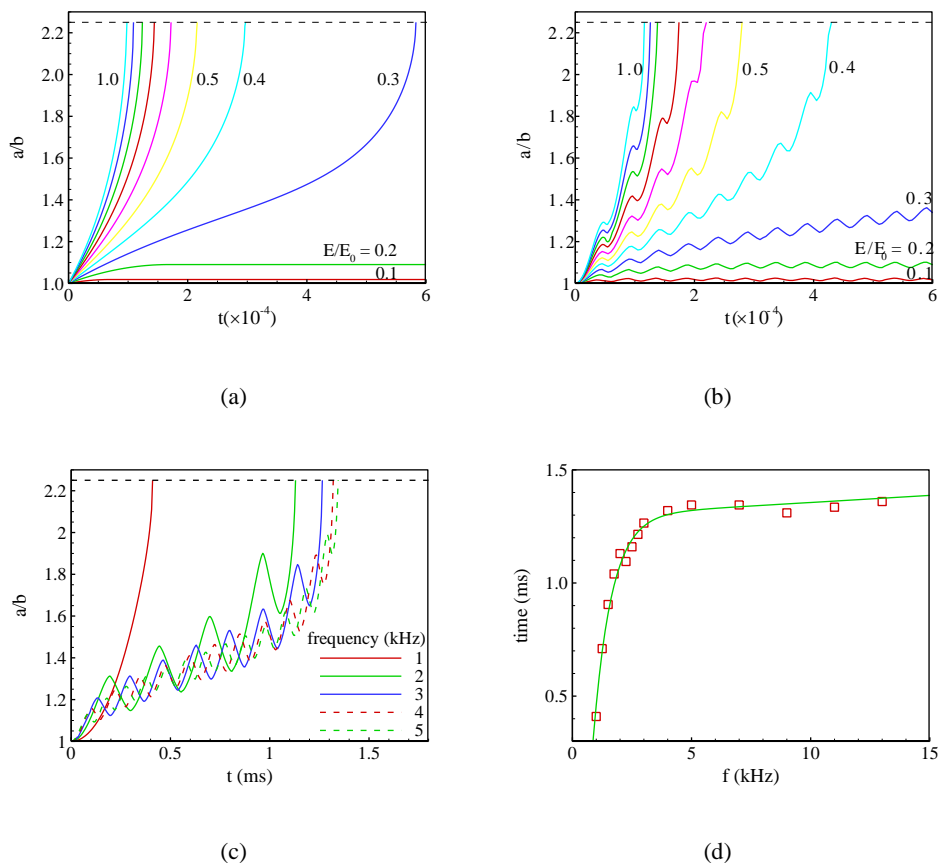 2.2
2.0
1.8
1.6
1.4
1.2
1.0
a/b
1.0
0.5
0.4
0.3
E/E0 = 0.2
0.1
0 2 4 6
t(×10-4)
(a)
2.2
2.0
1.8
1.6
1.4
1.2
1.0
a/b
1.0
0.5
0.4
0.3
E/E0 = 0.2
0.1
0 2 4 6
t(×10-4)
(b)
2.2
2
1.8
1.6
1.4
1.2
1
a/b
frequency (kHz)
1
2
3
4
5
0 0.5 1 1.5
t (ms)
(c)
1.5
1.0
0.5
time (ms)
0 5 10 15
f (kHz)
(d)